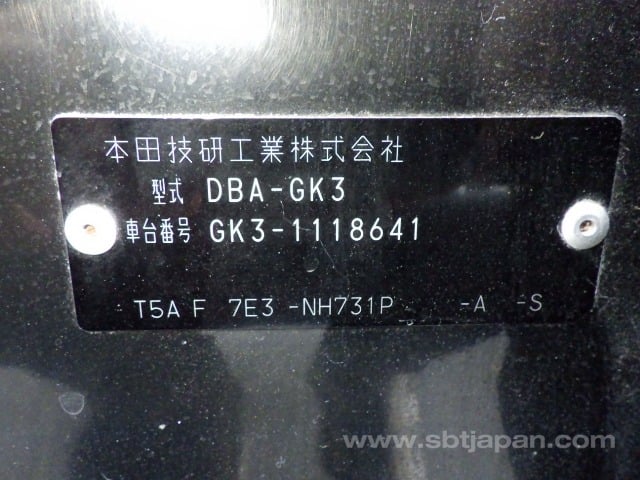 本田技研工業株式会社
型式 DBA-GK3
車台番号 GK3-1118641
T5A F 7E3 -NH731P -A -S
www.sbtjapan.com